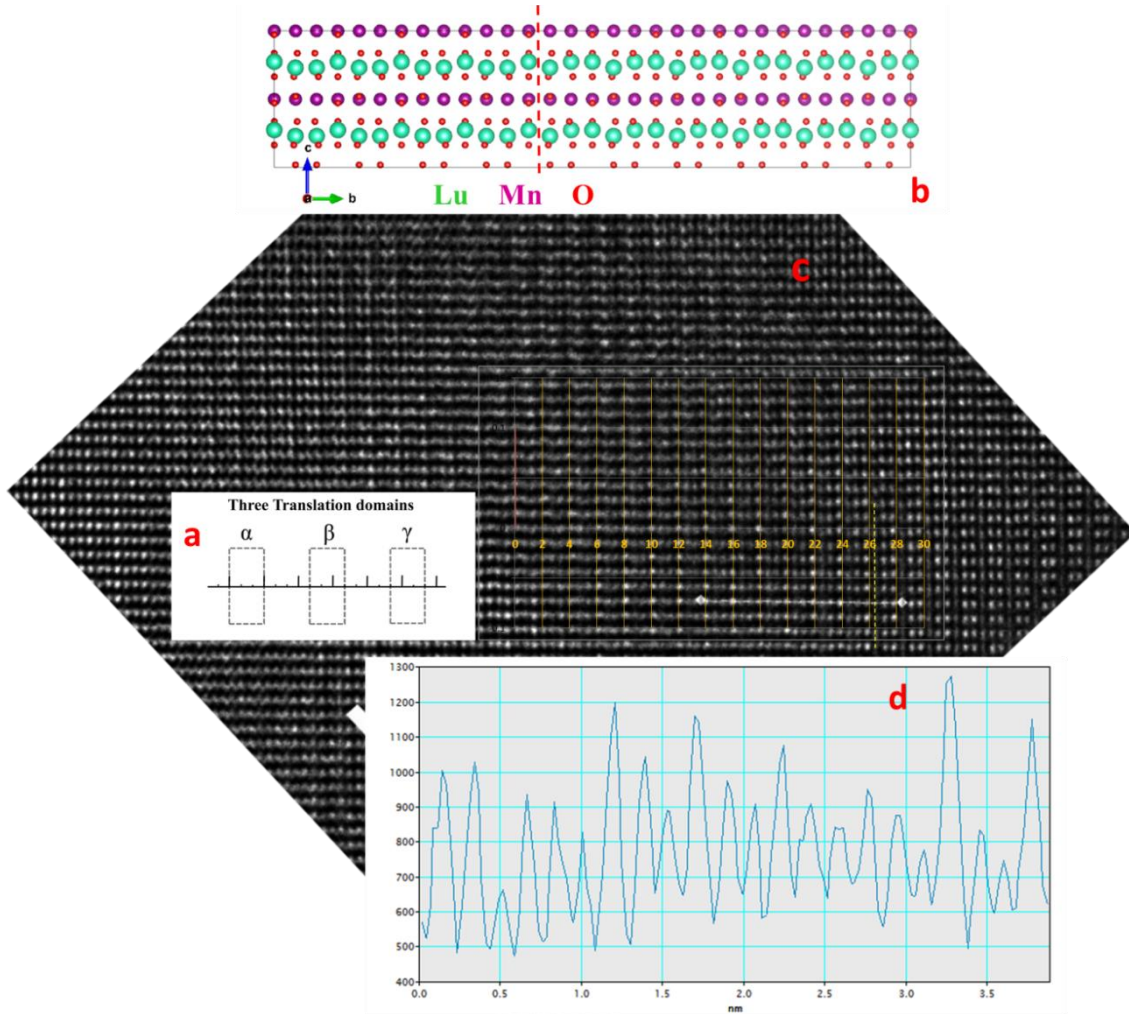 c
a
b
Lu Mn O
b
c
0 2 4 6 8 10 12 14 16 18 20 22 24 26 28 30
Three Translation domains
a
α β γ
d
1300
1200
1100
1000
900
800
700
600
500
400
0.0 0.5 1.0 1.5 2.0 2.5 3.0 3.5
nm